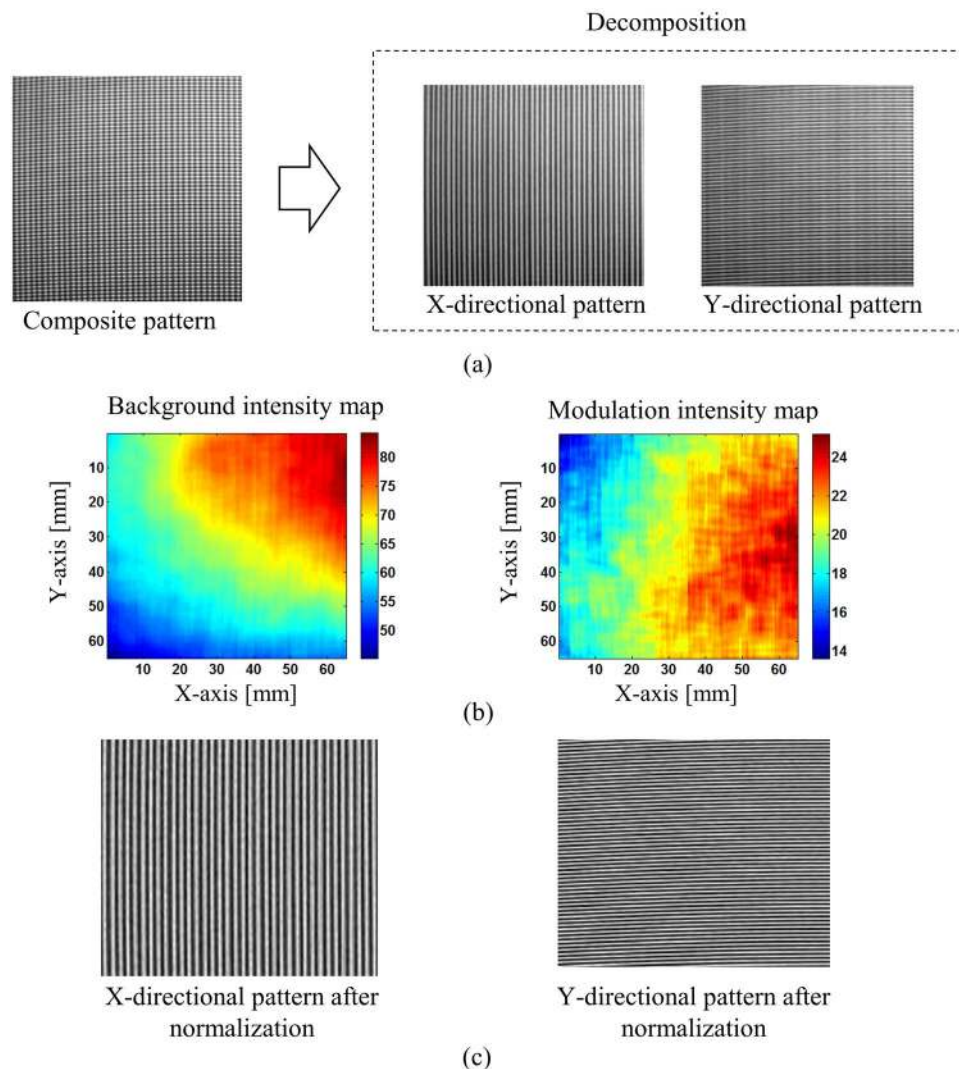 Decomposition
Composite pattern
X-directional pattern
Y-directional pattern
(a)
Background intensity map
Modulation intensity map
10
20
30
40
50
60
Y-axis [mm]
10 20 30 40 50 60
X-axis [mm]
80
75
70
65
60
55
50
10
20
30
40
50
60
Y-axis [mm]
10 20 30 40 50 60
X-axis [mm]
24
22
20
18
16
14
(b)
X-directional pattern after
normalization
Y-directional pattern after
normalization
(c)